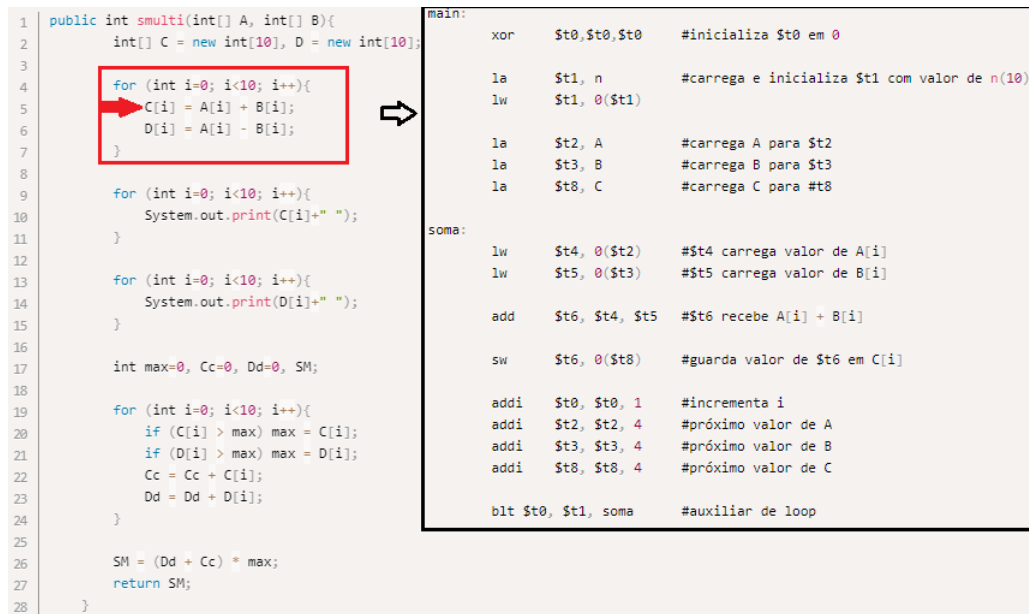 1 public int smulti(int[] A, int[] B){
2 int[] C = new int[10], D = new int[10];
3
4 for (int i=0; i<10; i++){
5 C[i] = A[i] + B[i];
6 D[i] = A[i] - B[i];
7 }
8
9 for (int i=0; i<10; i++){
10 System.out.print(C[i]+" ");
11 }
12
13 for (int i=0; i<10; i++){
14 System.out.print(D[i]+" ");
15 }
16
17 int max=0, Cc=0, Dd=0, SM;
18
19 for (int i=0; i<10; i++){
20 if (C[i] > max) max = C[i];
21 if (D[i] > max) max = D[i];
22 Cc = Cc + C[i];
23 Dd = Dd + D[i];
24 }
25
26 SM = (Dd + Cc) * max;
27 return SM;
28 }
main:
xor $t0,$t0,$t0 #inicializa $t0 em 0
la $t1, n #carrega e inicializa $t1 com valor de n(10)
lw $t1, 0($t1)
la $t2, A #carrega A para $t2
la $t3, B #carrega B para $t3
la $t8, C #carrega C para #t8
soma:
lw $t4, 0($t2) #$t4 carrega valor de A[i]
lw $t5, 0($t3) #$t5 carrega valor de B[i]
add $t6, $t4, $t5 #$t6 recebe A[i] + B[i]
sw $t6, 0($t8) #guarda valor de $t6 em C[i]
addi $t0, $t0, 1 #incrementa i
addi $t2, $t2, 4 #próximo valor de A
addi $t3, $t3, 4 #próximo valor de B
addi $t8, $t8, 4 #próximo valor de C
blt $t0, $t1, soma #auxiliar de loop